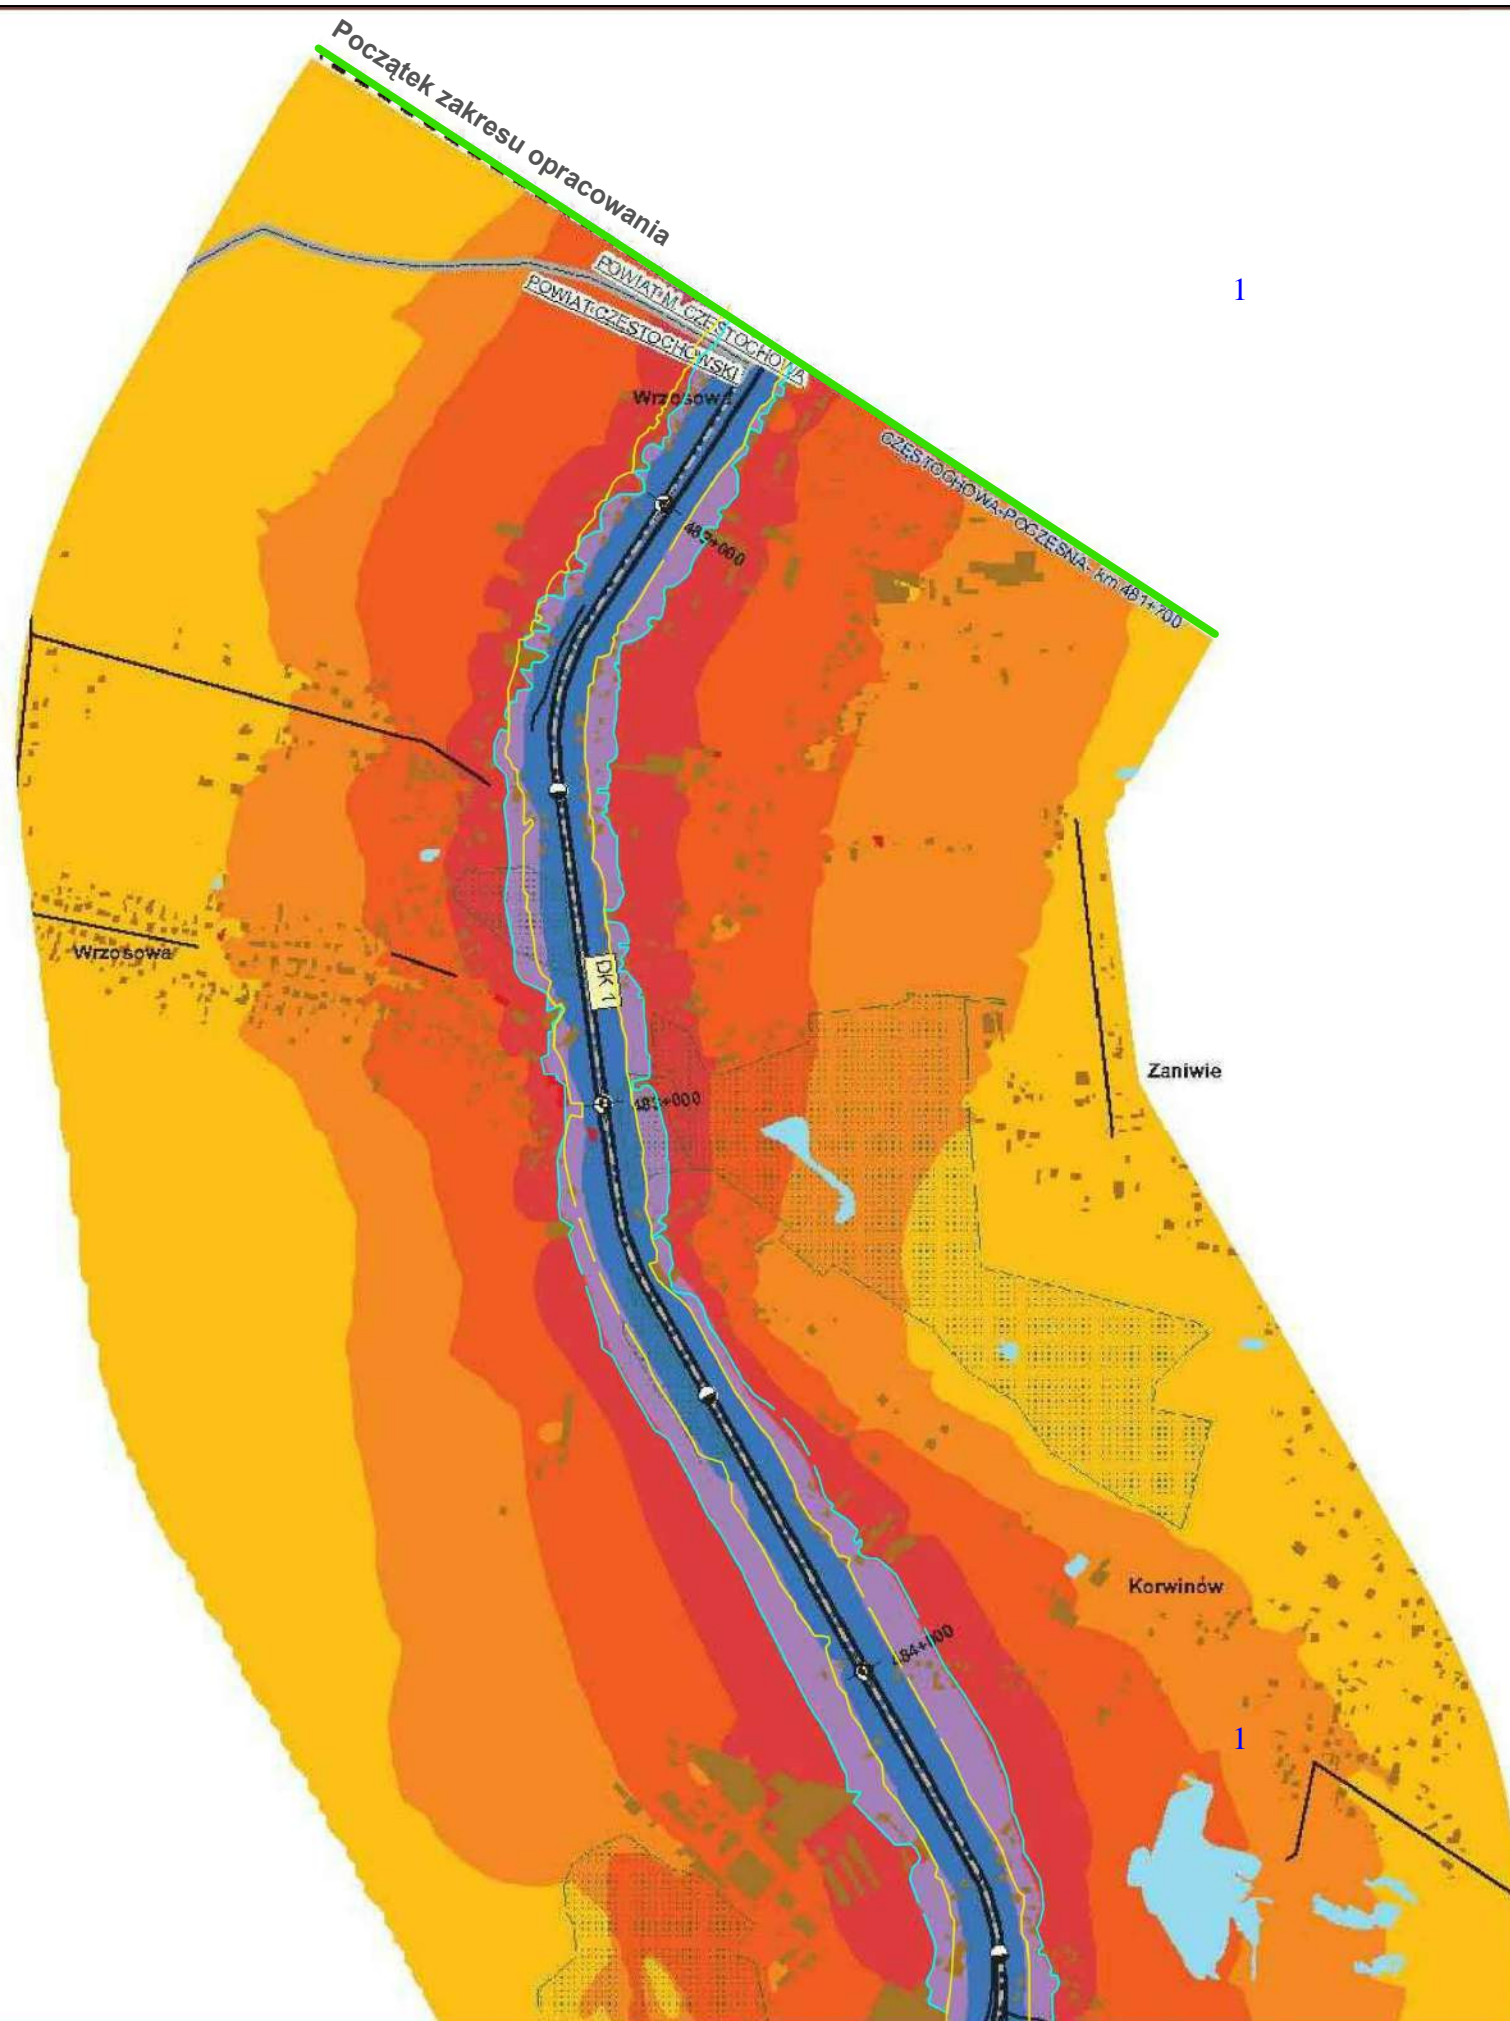 Początek zakresu opracowania
POWIAT M. CZĘSTOCHOWA
POWIAT CZĘSTOCHOWSKI
1
Wrzosowa
CZĘSTOCHOWA-POCZESNA- km 481+700
482+000
Wrzosowa
DK 1
Zaniwie
483+000
Korwinów
484+000
1